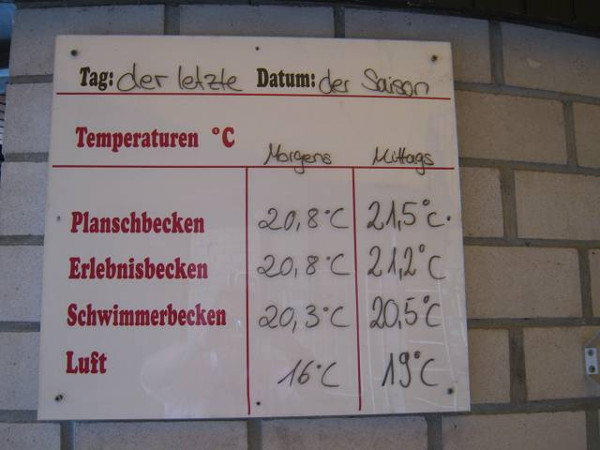 Tag: der letzte Datum: der Saison
Temperaturen °C
Morgens Mittags
Planschbecken 20,8°C 21,5°C.
Erlebnisbecken 20,8°C 21,2°C
Schwimmerbecken 20,3°C 20,5°C
Luft 16°C 19°C